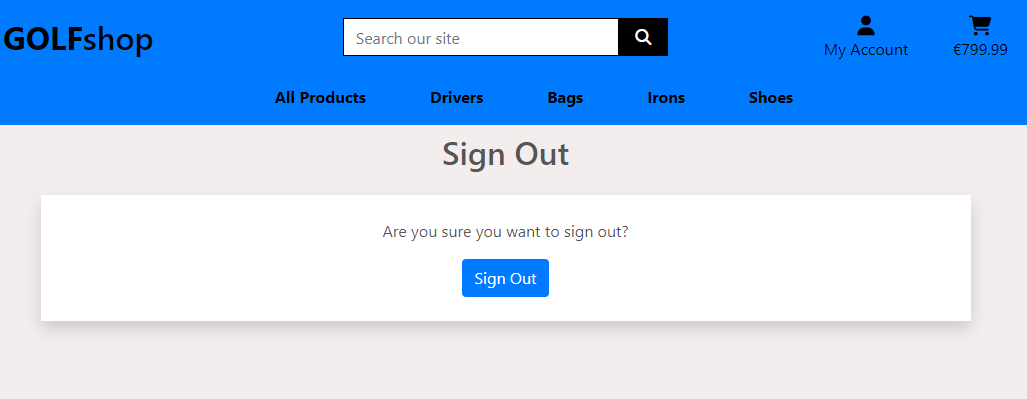 GOLFshop
Search our site
My Account
€799.99
All Products Drivers Bags Irons Shoes
Sign Out
Are you sure you want to sign out?
Sign Out